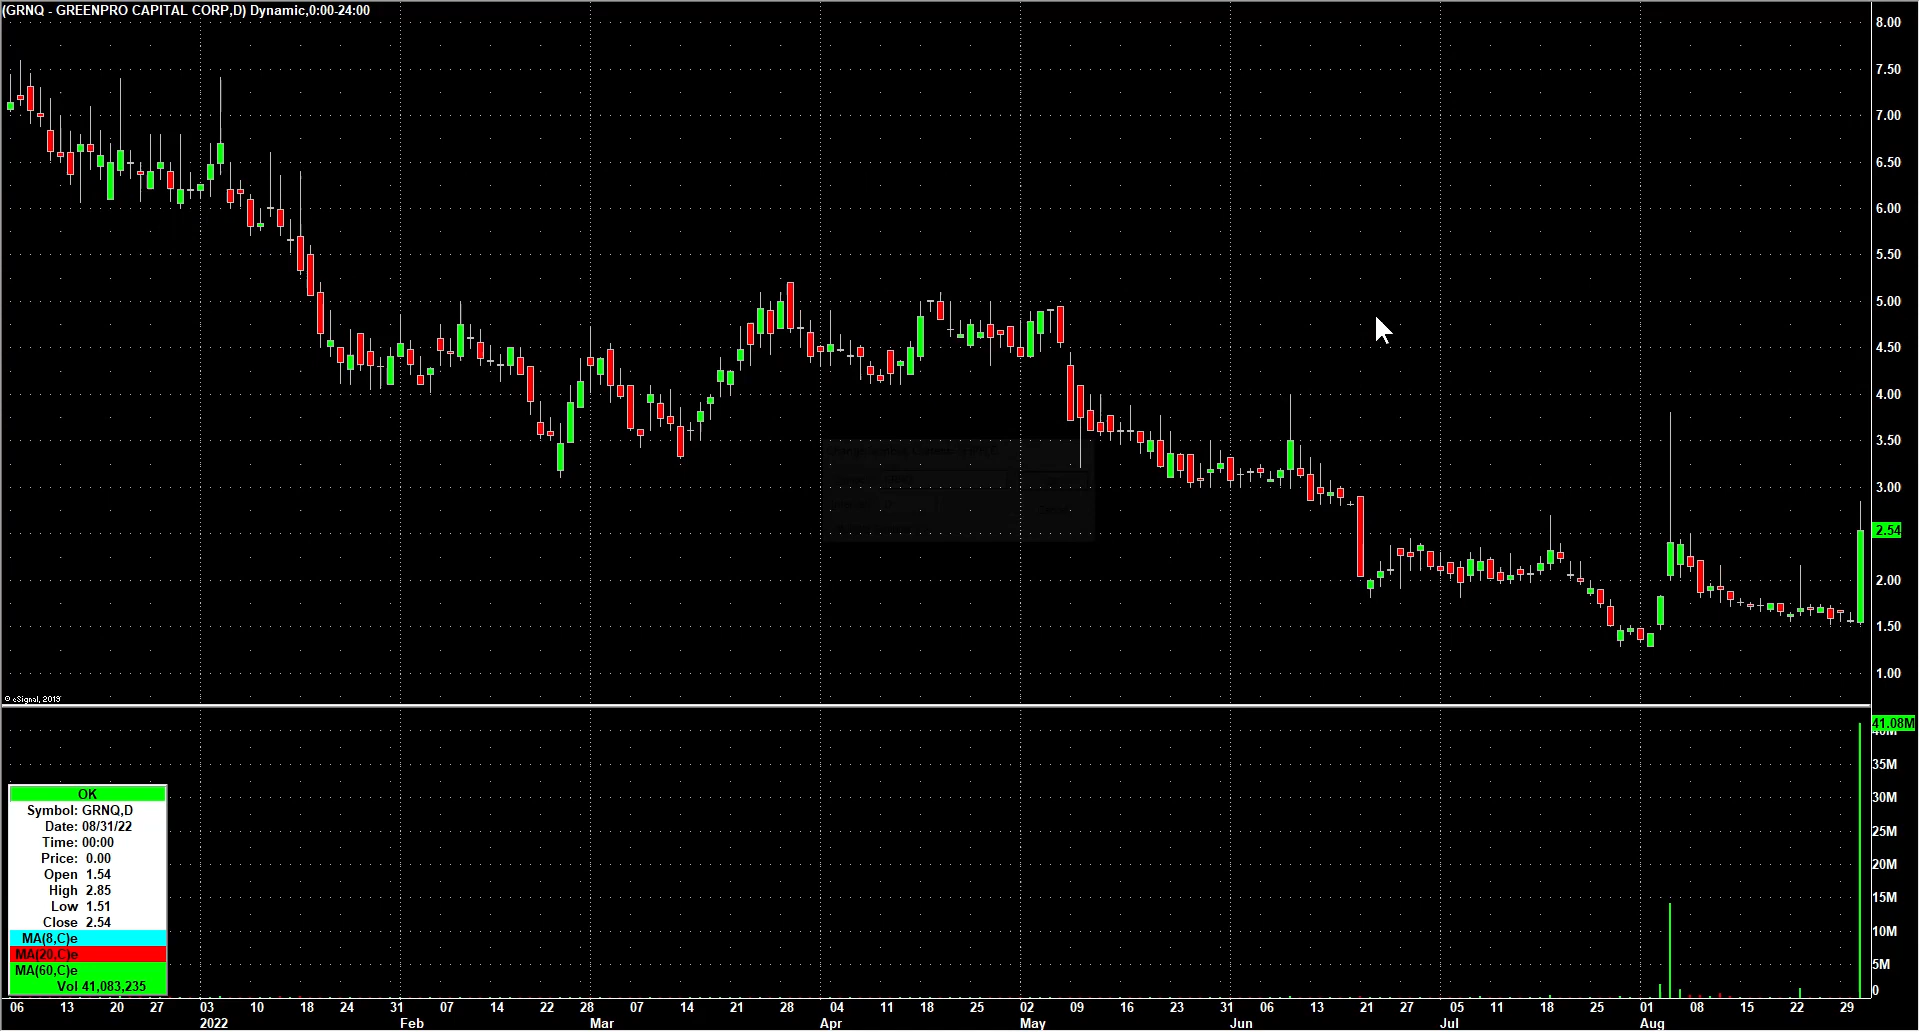 (GRNQ - GREENPRO CAPITAL CORP,D) Dynamic,0:00-24:00
8.00
7.50
7.00
6.50
6.00
5.50
5.00
4.50
4.00
3.50
3.00
2.54
2.00
1.50
1.00
© eSignal, 2019
41.08M
40M
35M
30M
25M
20M
15M
10M
5M
0
OK
Symbol: GRNQ,D
Date: 08/31/22
Time: 00:00
Price: 0.00
Open 1.54
High 2.85
Low 1.51
Close 2.54
MA(8,C)e
MA(20,C)e
MA(60,C)e
Vol 41,083,235
06 13 20 27 03 10 18 24 31 07 14 22 28 07 14 21 28 04 11 18 25 02 09 16 23 31 06 13 21 27 05 11 18 25 01 08 15 22 29
2022 Feb Mar Apr May Jun Jul Aug